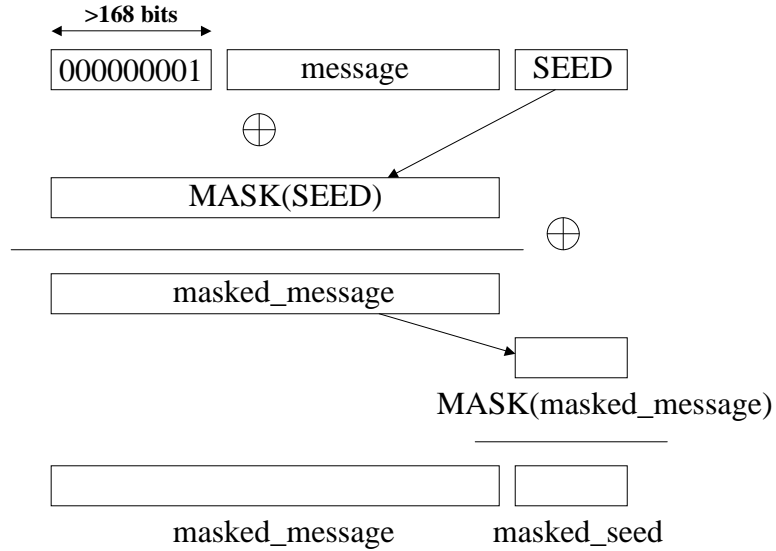 >168 bits
000000001 message SEED
MASK(SEED)
masked_message
MASK(masked_message)
masked_message masked_seed